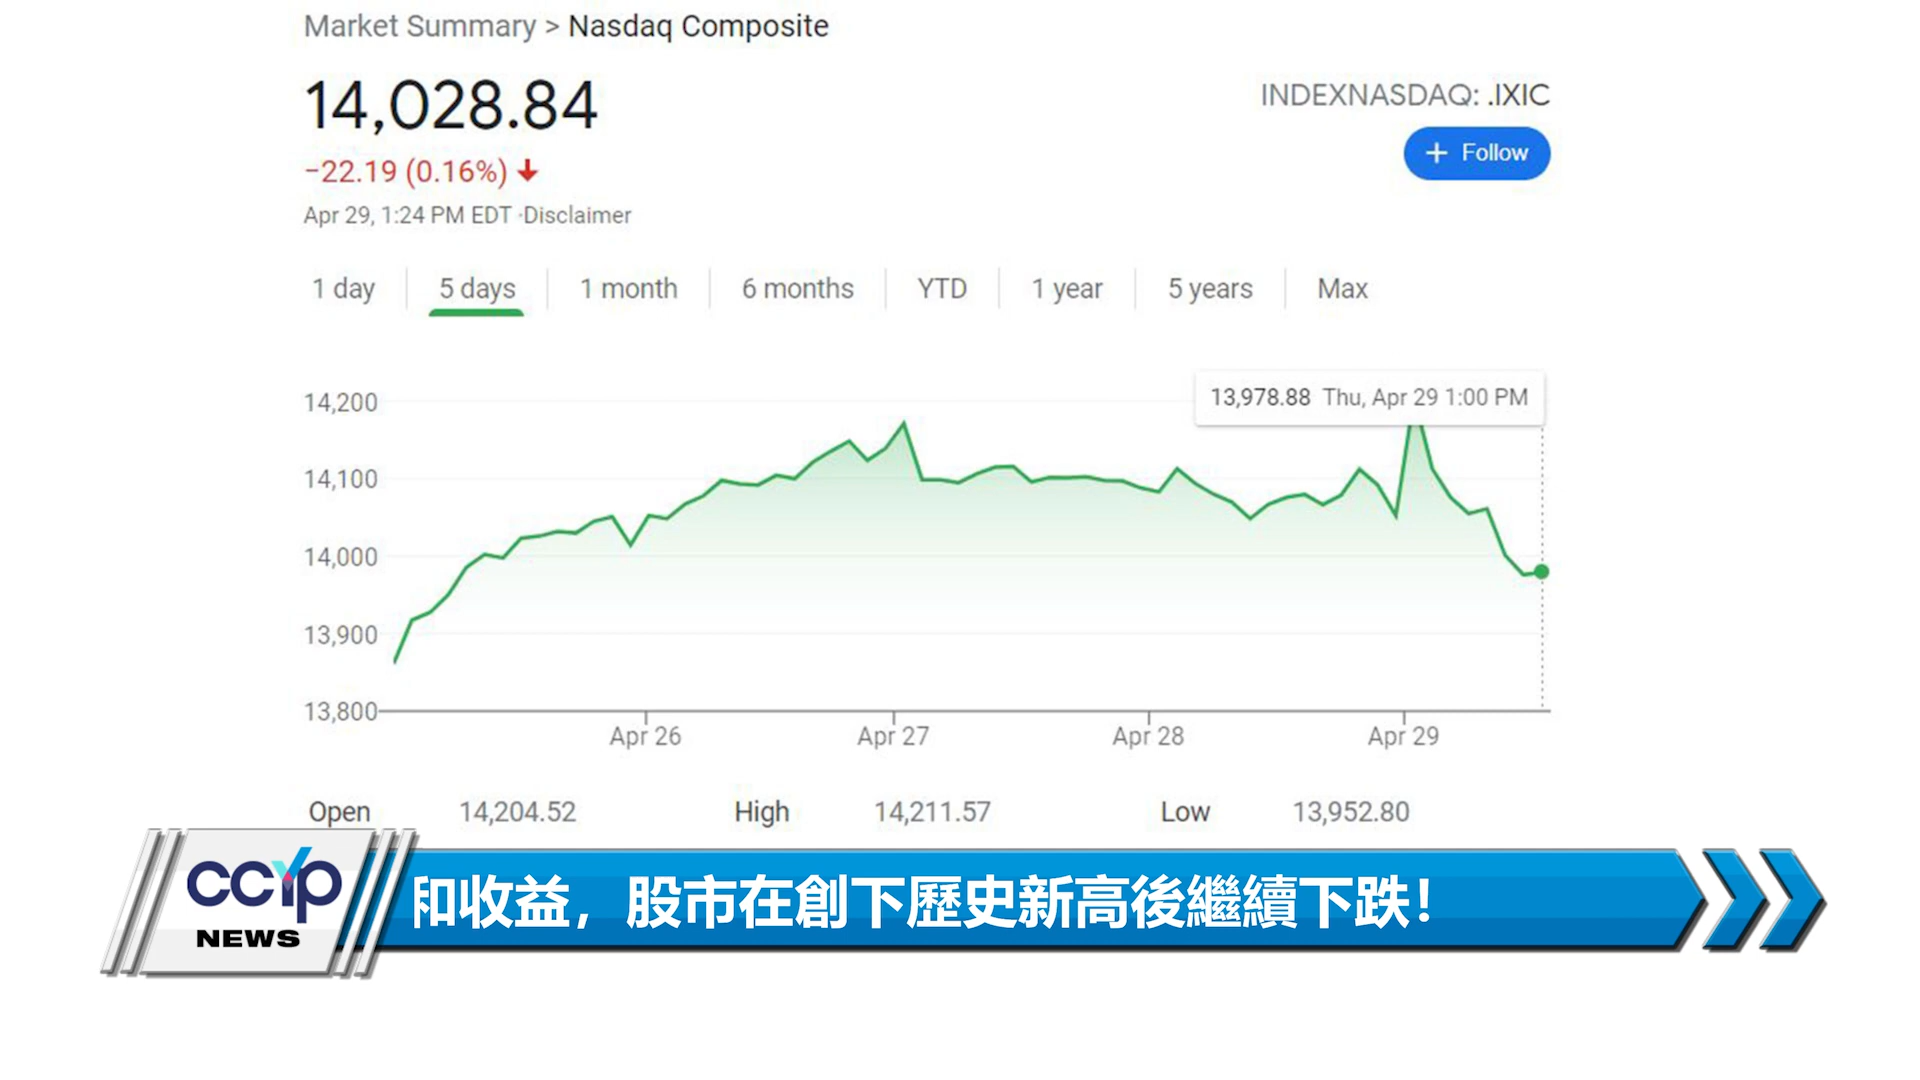 Market Summary > Nasdaq Composite
14,028.84
INDEXNASDAQ: .IXIC
+ Follow
−22.19 (0.16%)
Apr 29, 1:24 PM EDT ·Disclaimer
1 day 5 days 1 month 6 months YTD 1 year 5 years Max
13,978.88 Thu, Apr 29 1:00 PM
14,200
14,100
14,000
13,900
13,800
Apr 26 Apr 27 Apr 28 Apr 29
Open 14,204.52 High 14,211.57 Low 13,952.80
ccyp
NEWS
和收益，股市在創下歷史新高後繼續下跌！